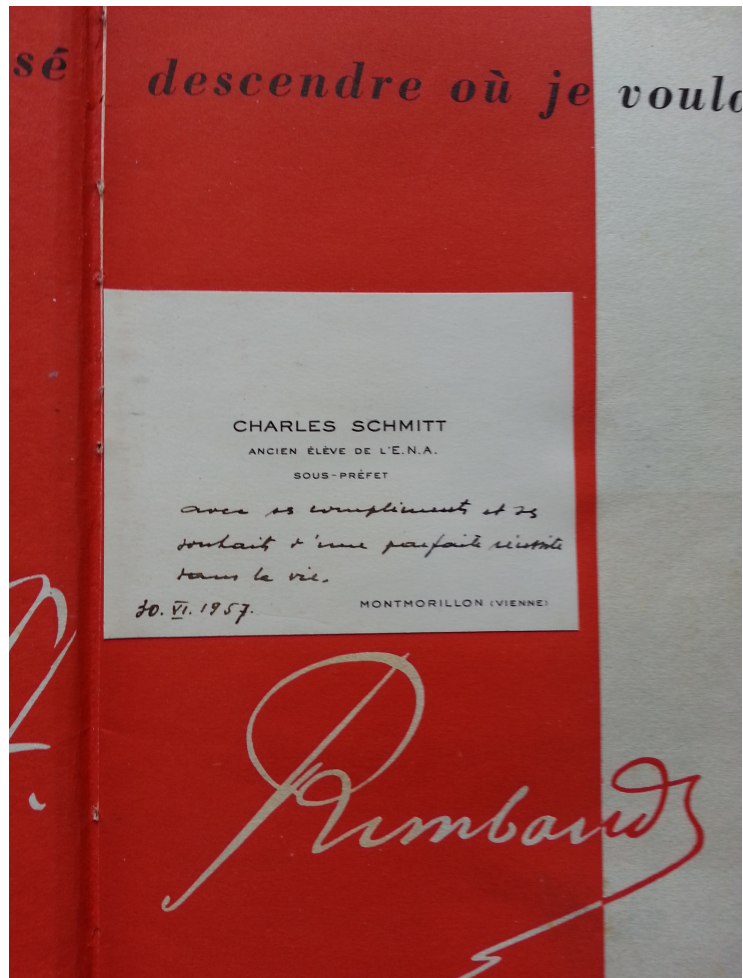 sé descendre où je voula
CHARLES SCHMITT
ANCIEN ÉLÈVE DE L'E.N.A.
SOUS-PRÉFET
avec ses compliments et ses
souhaits d'une parfaite réussite
dans la vie.
30. VI. 1957.
MONTMORILLON (VIENNE)
Rimbaud